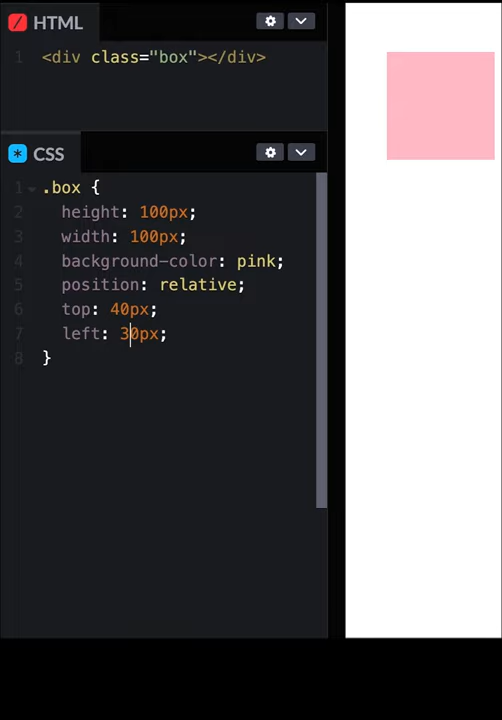 HTML
1 <div class="box"></div>
CSS
1 .box {
2 height: 100px;
3 width: 100px;
4 background-color: pink;
5 position: relative;
6 top: 40px;
7 left: 30px;
8 }